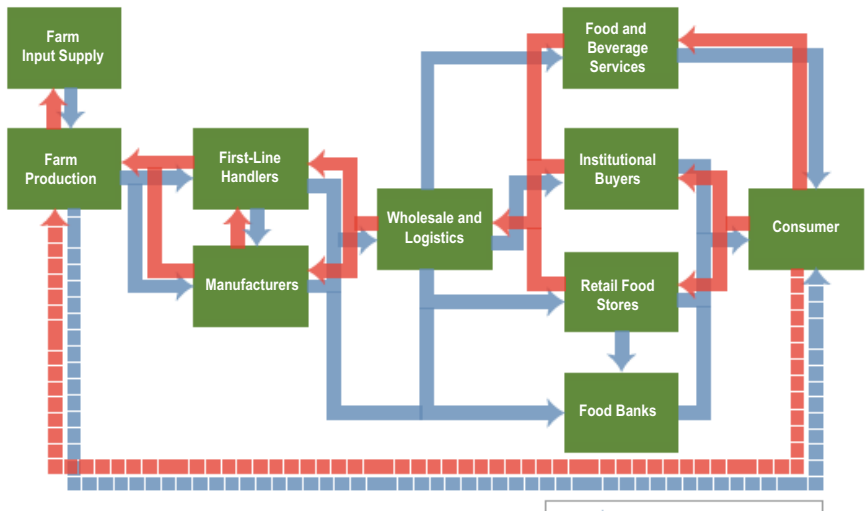 Farm
Input Supply
Farm
Production
First-Line
Handlers
Manufacturers
Wholesale and
Logistics
Food and
Beverage
Services
Institutional
Buyers
Retail Food
Stores
Food Banks
Consumer